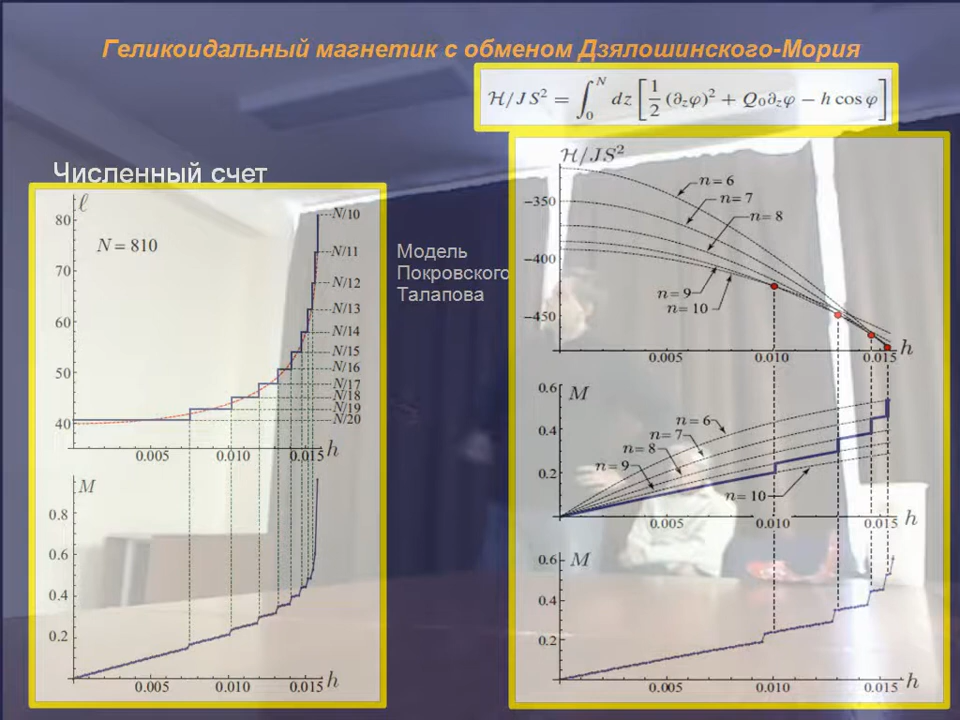 Геликоидальный магнетик с обменом Дзялошинского-Мория
ℋ/JS² = ∫₀ᴺ dz [1/2 (∂zφ)² + Q₀∂zφ − h cos φ]
Численный счет
ℓ
80
70
60
50
40
N = 810
N/10
N/11
N/12
N/13
N/14
N/15
N/16
N/17
N/18
N/19
N/20
0.005
0.010
0.015
h
M
0.8
0.6
0.4
0.2
0.005
0.010
0.015
h
Модель
Покровского
Талапова
ℋ/JS²
−350
−400
−450
n = 6
n = 7
n = 8
n = 9
n = 10
0.005
0.010
0.015
h
0.6
M
0.4
0.2
n = 6
n = 7
n = 8
n = 9
n = 10
0.005
0.010
0.015
h
0.6
M
0.4
0.2
0.005
0.010
0.015
h